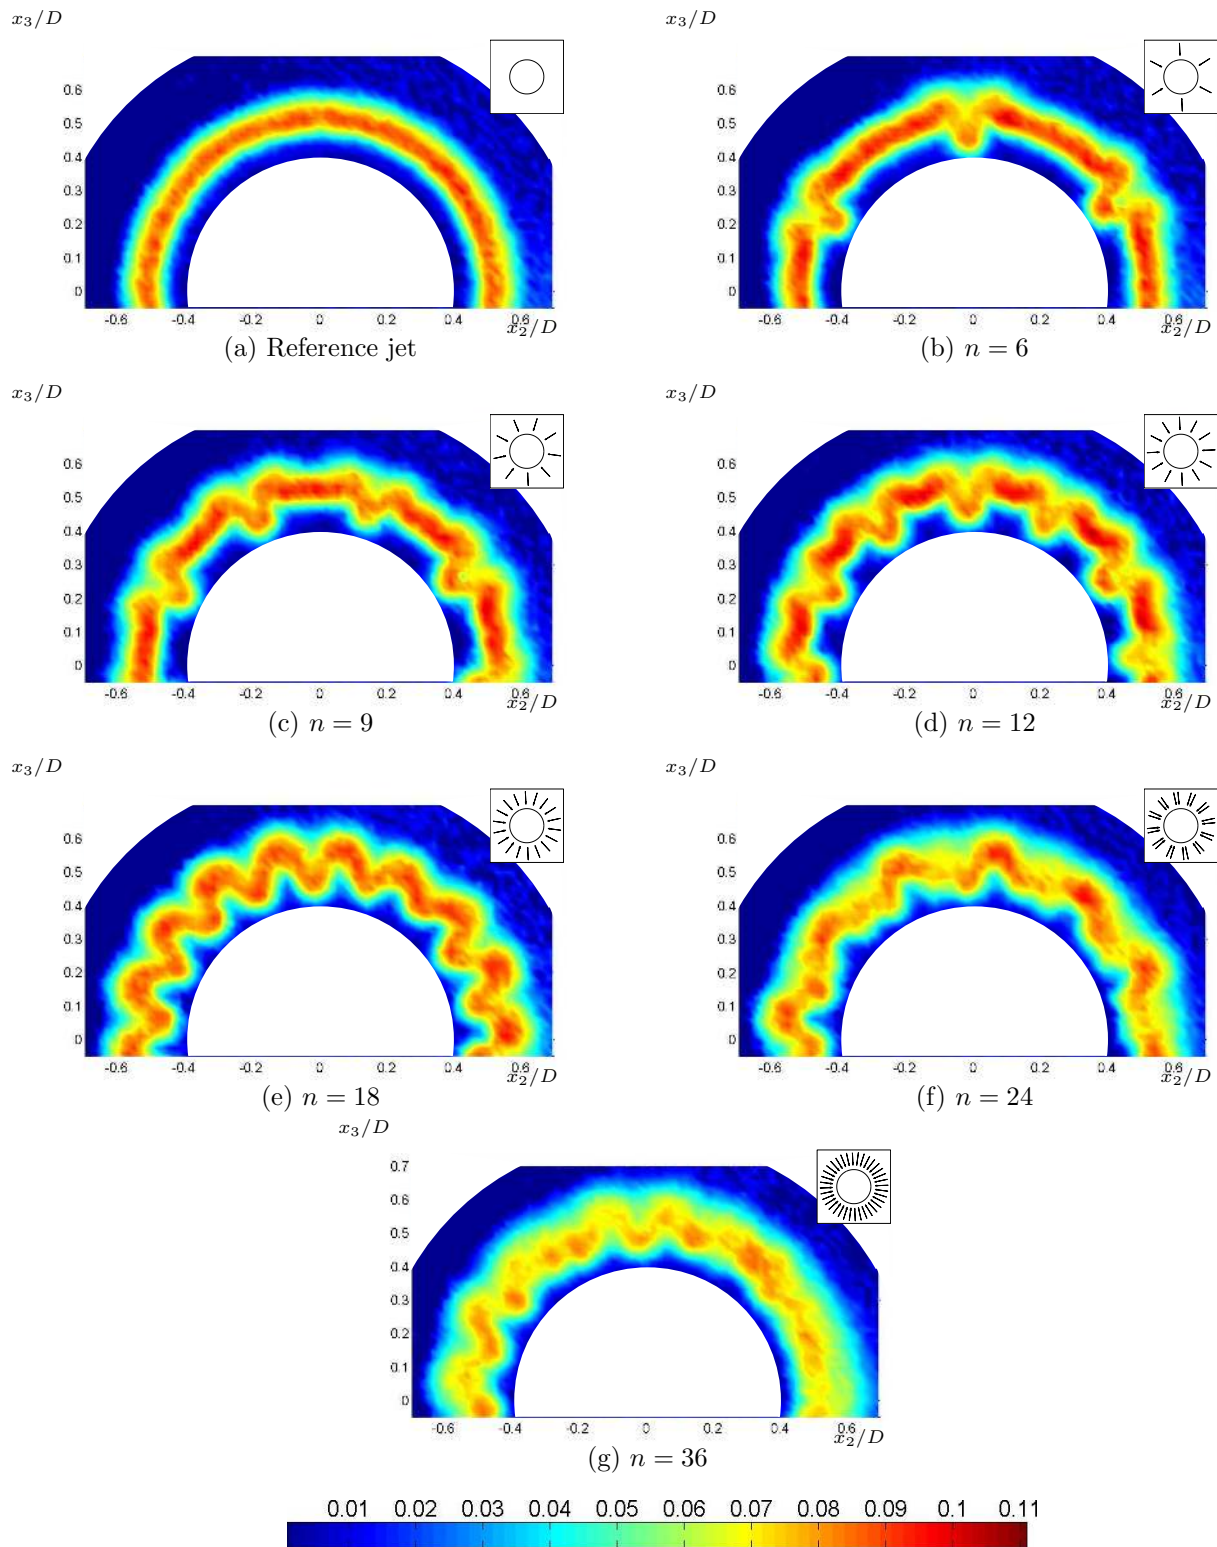 x3/D x3/D
0.6 0.5 0.4 0.3 0.2 0.1 0
-0.6 -0.4 -0.2 0 0.2 0.4 0.6 x2/D
(a) Reference jet
0.6 0.5 0.4 0.3 0.2 0.1 0
-0.6 -0.4 -0.2 0 0.2 0.4 0.6 x2/D
(b) n = 6
x3/D x3/D
0.6 0.5 0.4 0.3 0.2 0.1 0
-0.6 -0.4 -0.2 0 0.2 0.4 0.6 x2/D
(c) n = 9
0.6 0.5 0.4 0.3 0.2 0.1 0
-0.6 -0.4 -0.2 0 0.2 0.4 0.6 x2/D
(d) n = 12
x3/D x3/D
0.6 0.5 0.4 0.3 0.2 0.1 0
-0.6 -0.4 -0.2 0 0.2 0.4 0.6 x2/D
(e) n = 18
0.6 0.5 0.4 0.3 0.2 0.1 0
-0.6 -0.4 -0.2 0 0.2 0.4 0.6 x2/D
(f) n = 24
x3/D
0.7 0.6 0.5 0.4 0.3 0.2 0.1 0
-0.6 -0.4 -0.2 0 0.2 0.4 0.6 x2/D
(g) n = 36
0.01 0.02 0.03 0.04 0.05 0.06 0.07 0.08 0.09 0.1 0.11